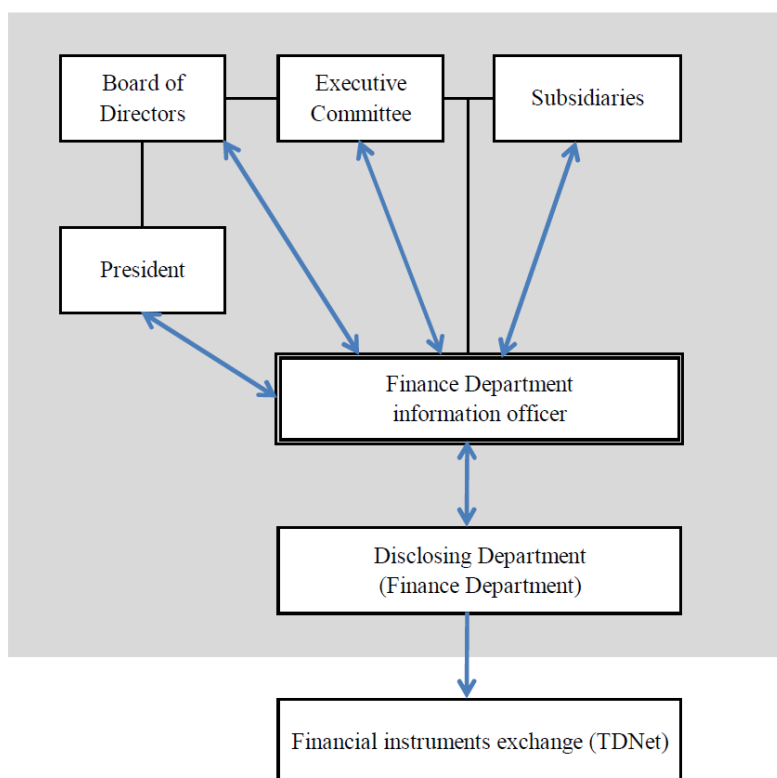 Board of
Directors
Executive
Committee
Subsidiaries
President
Finance Department
information officer
Disclosing Department
(Finance Department)
Financial instruments exchange (TDNet)